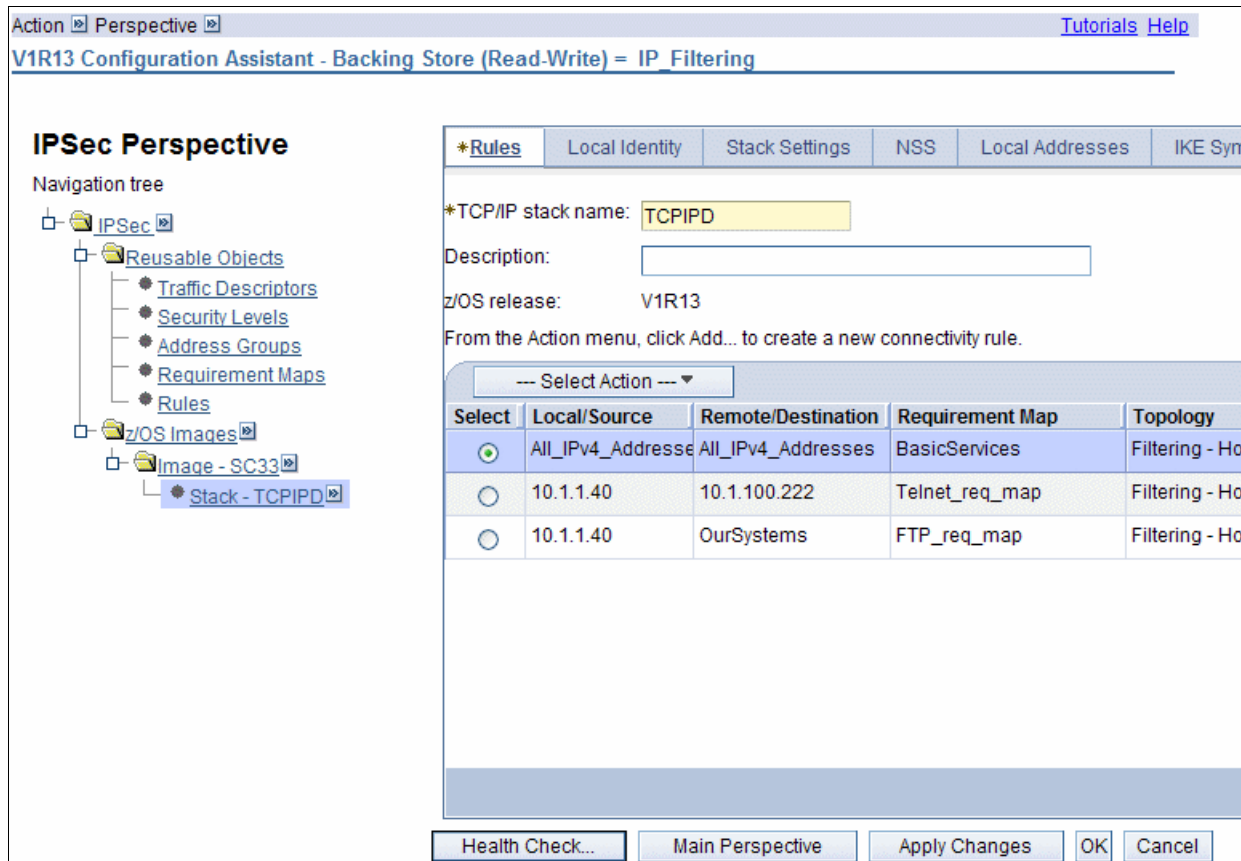 Action Perspective Tutorials Help
V1R13 Configuration Assistant - Backing Store (Read-Write) = IP_Filtering
IPSec Perspective
Navigation tree
IPSec
Reusable Objects
Traffic Descriptors
Security Levels
Address Groups
Requirement Maps
Rules
z/OS Images
Image - SC33
Stack - TCPIPD
*Rules Local Identity Stack Settings NSS Local Addresses IKE Sym
*TCP/IP stack name: TCPIPD
Description:
z/OS release: V1R13
From the Action menu, click Add... to create a new connectivity rule.
--- Select Action ---
Select Local/Source Remote/Destination Requirement Map Topology
All_IPv4_Addresse All_IPv4_Addresses BasicServices Filtering - Ho
10.1.1.40 10.1.100.222 Telnet_req_map Filtering - Ho
10.1.1.40 OurSystems FTP_req_map Filtering - Ho
Health Check... Main Perspective Apply Changes OK Cancel